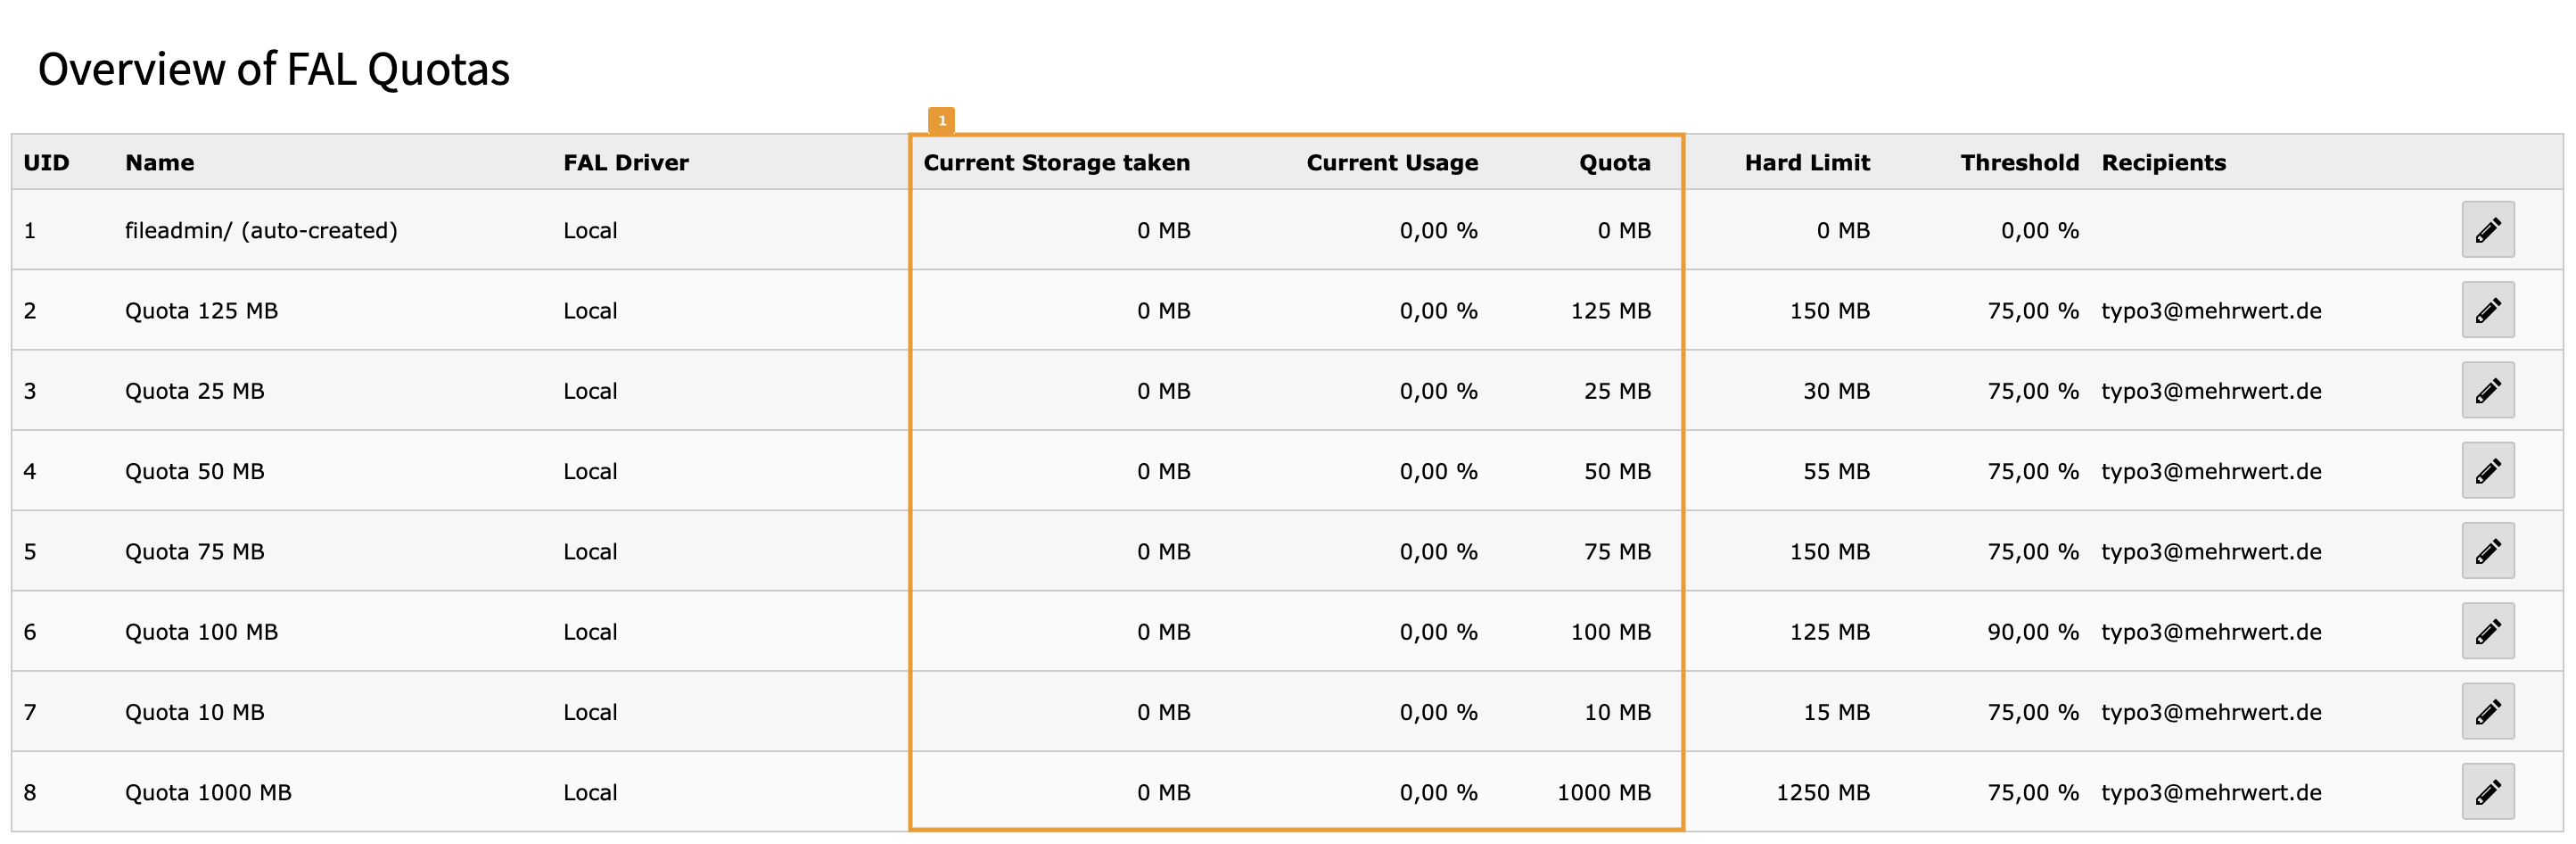 Overview of FAL Quotas
1
UID Name FAL Driver Current Storage taken Current Usage Quota Hard Limit Threshold Recipients
1 fileadmin/ (auto-created) Local 0 MB 0,00 % 0 MB 0 MB 0,00 %
2 Quota 125 MB Local 0 MB 0,00 % 125 MB 150 MB 75,00 % typo3@mehrwert.de
3 Quota 25 MB Local 0 MB 0,00 % 25 MB 30 MB 75,00 % typo3@mehrwert.de
4 Quota 50 MB Local 0 MB 0,00 % 50 MB 55 MB 75,00 % typo3@mehrwert.de
5 Quota 75 MB Local 0 MB 0,00 % 75 MB 150 MB 75,00 % typo3@mehrwert.de
6 Quota 100 MB Local 0 MB 0,00 % 100 MB 125 MB 90,00 % typo3@mehrwert.de
7 Quota 10 MB Local 0 MB 0,00 % 10 MB 15 MB 75,00 % typo3@mehrwert.de
8 Quota 1000 MB Local 0 MB 0,00 % 1000 MB 1250 MB 75,00 % typo3@mehrwert.de